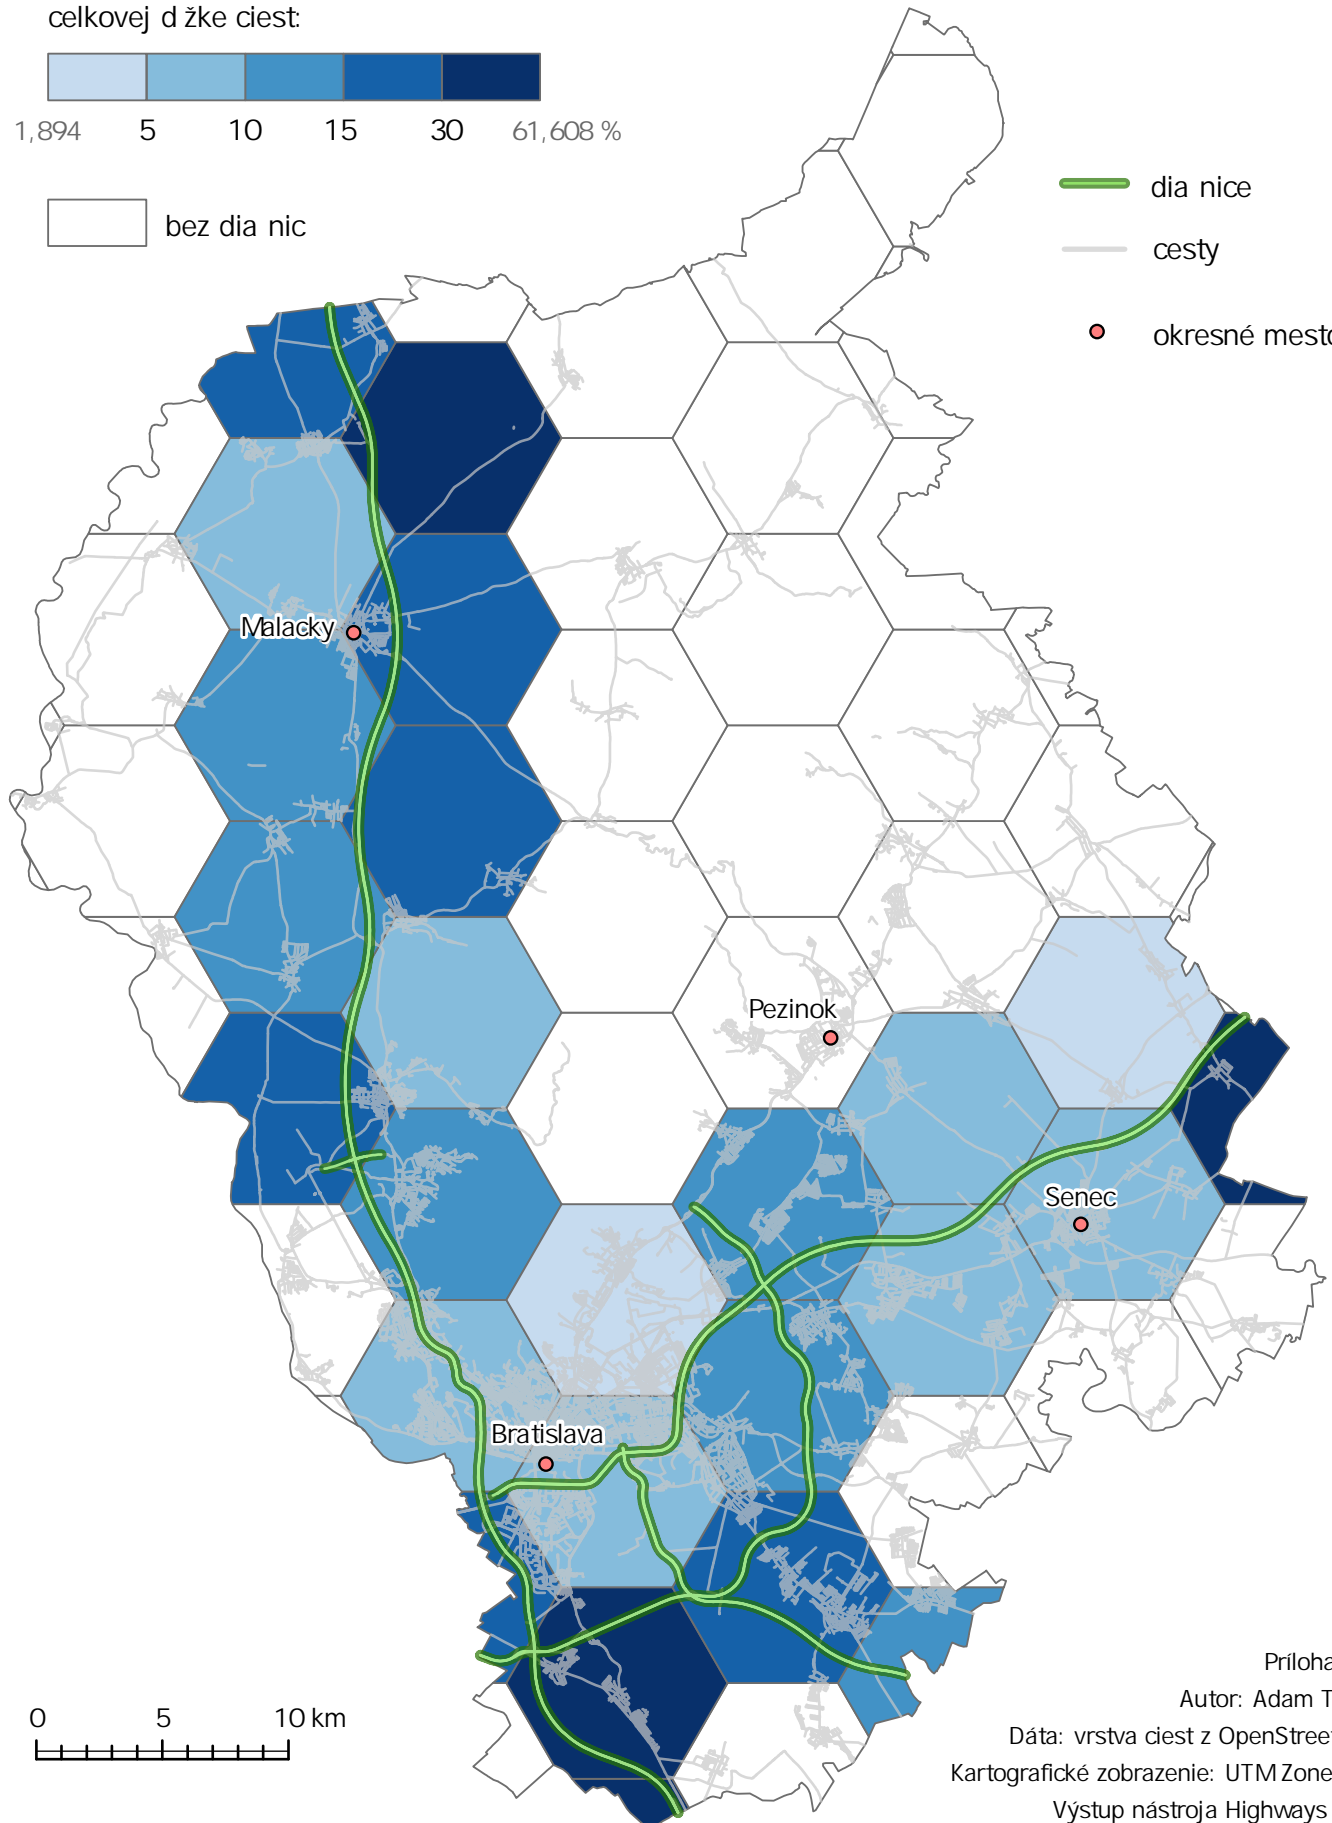 celkovej d žke ciest:
1,894 5 10 15 30 61,608 %
bez dia nic
dia nice
cesty
okresné mesto
Malacky
Pezinok
Senec
Bratislava
0 5 10 km
Príloha
Autor: Adam T
Dáta: vrstva ciest z OpenStreet
Kartografické zobrazenie: UTM Zone
Výstup nástroja Highways